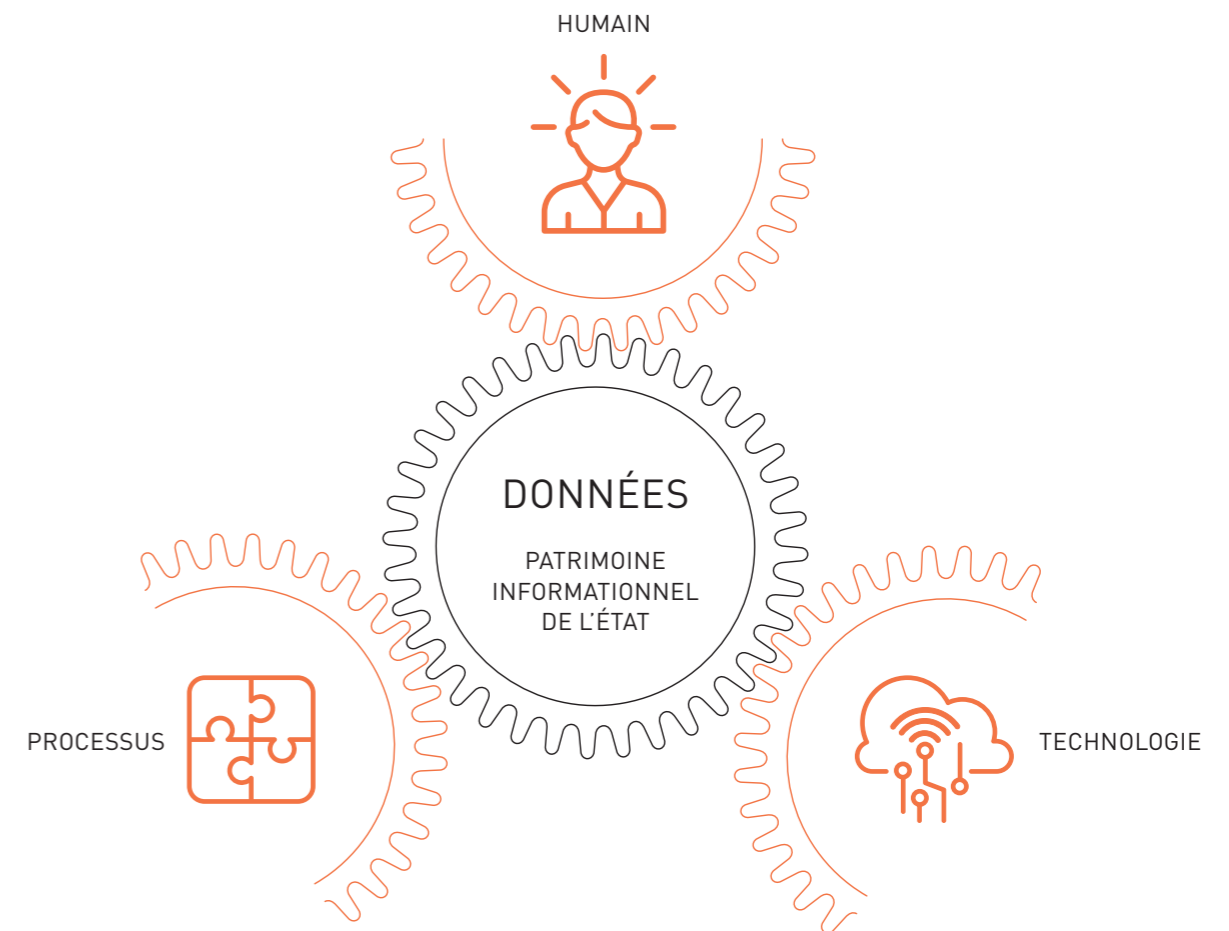 HUMAIN
DONNÉES
PATRIMOINE
INFORMATIONNEL
DE L'ÉTAT
PROCESSUS
TECHNOLOGIE